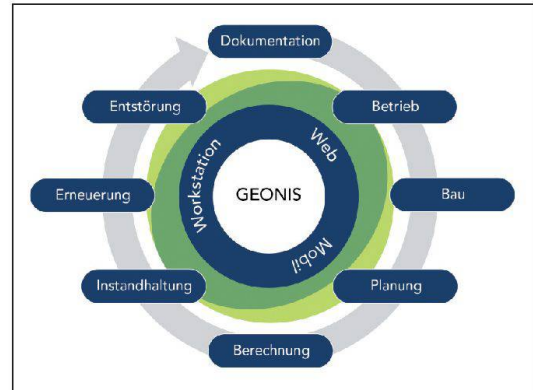 Dokumentation
Entstörung
Betrieb
Workstation
Web
Erneuerung
GEONIS
Bau
Mobil
Instandhaltung
Planung
Berechnung